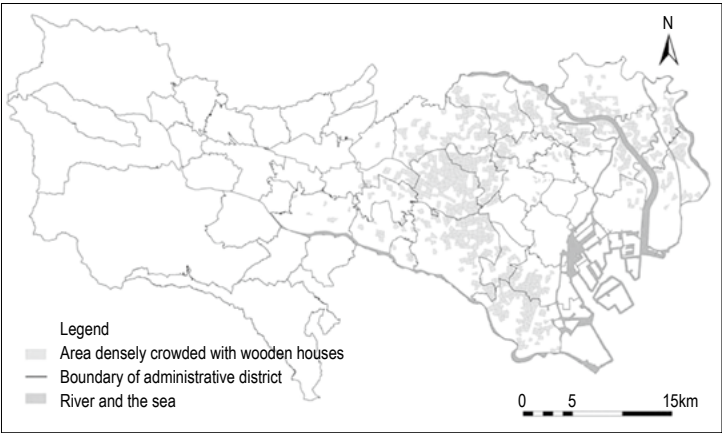 N
Legend
Area densely crowded with wooden houses
Boundary of administrative district
River and the sea
0 5 15km